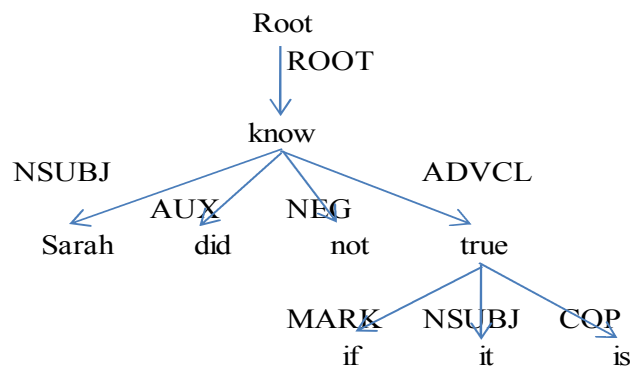 Root
ROOT
know
NSUBJ ADVCL
AUX NEG
Sarah did not true
MARK NSUBJ COP
if it is